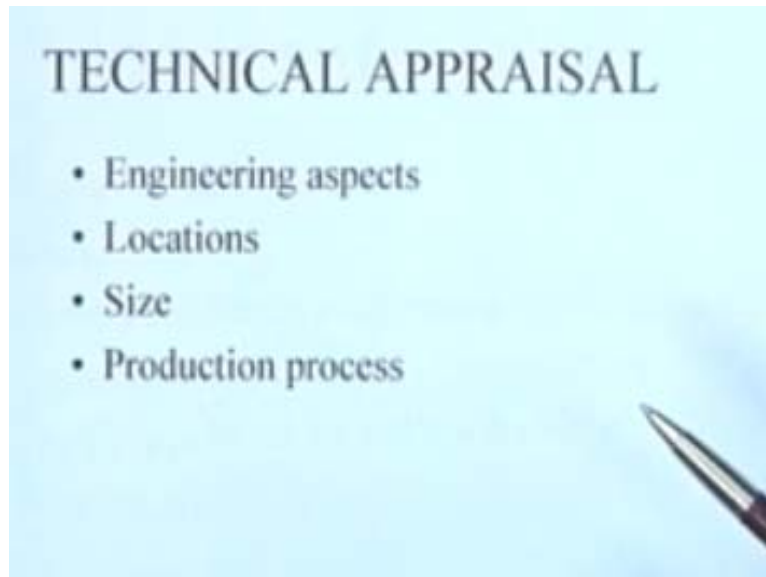 TECHNICAL APPRAISAL
• Engineering aspects
• Locations
• Size
• Production process